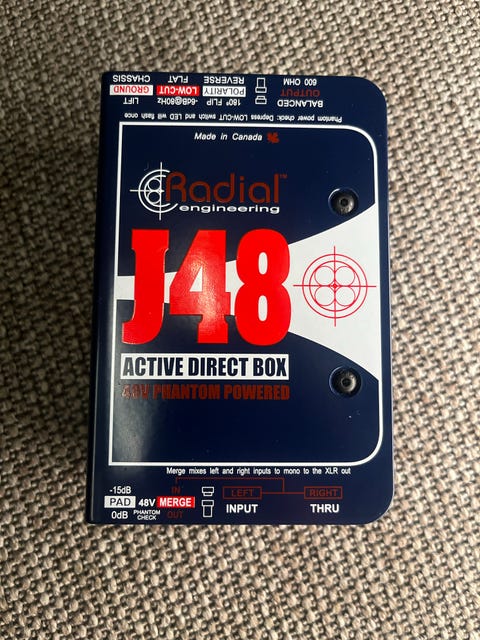 CHASSIS FLAT REVERSE 600 OHM
GROUND LOW-CUT POLARITY OUTPUT
LIFT -6dB@80Hz 180° FLIP BALANCED
Phantom power check: Depress LOW-CUT switch and LED will flash once
Made in Canada
Radial™
engineering
J48
ACTIVE DIRECT BOX
48V PHANTOM POWERED
Merge mixes left and right inputs to mono to the XLR out
-15dB IN
PAD 48V MERGE LEFT RIGHT
0dB PHANTOM CHECK OUT INPUT THRU